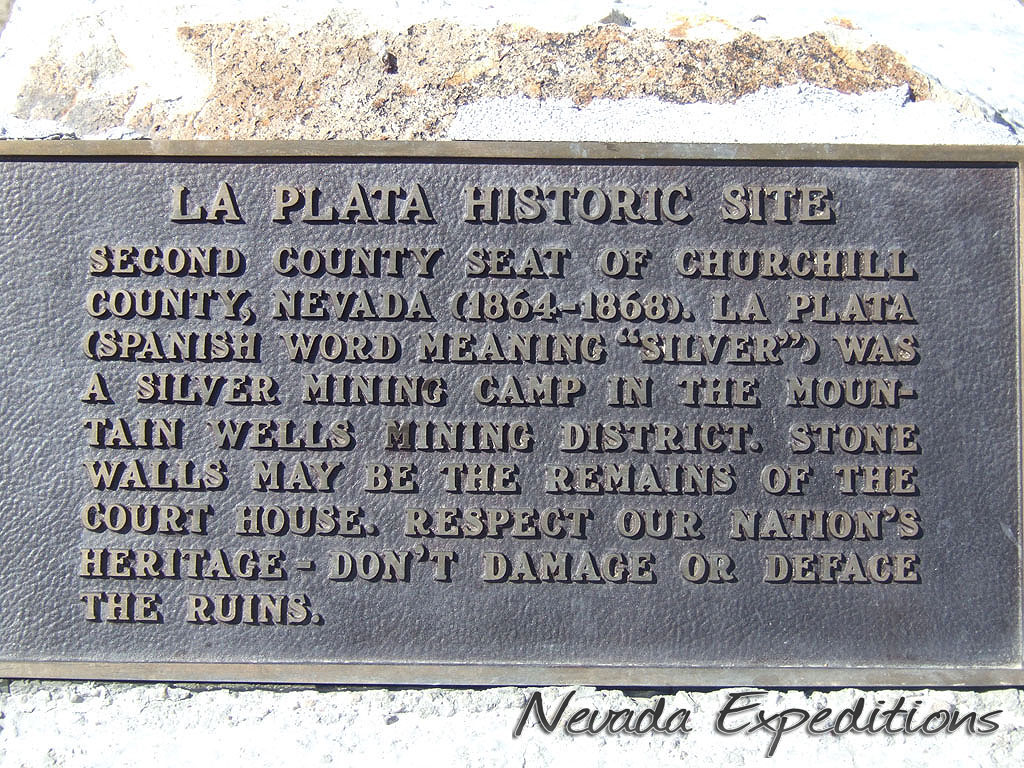 LA PLATA HISTORIC SITE
SECOND COUNTY SEAT OF CHURCHILL
COUNTY, NEVADA (1864-1868). LA PLATA
(SPANISH WORD MEANING "SILVER") WAS
A SILVER MINING CAMP IN THE MOUN-
TAIN WELLS MINING DISTRICT. STONE
WALLS MAY BE THE REMAINS OF THE
COURT HOUSE. RESPECT OUR NATION'S
HERITAGE - DON'T DAMAGE OR DEFACE
THE RUINS.
Nevada Expeditions